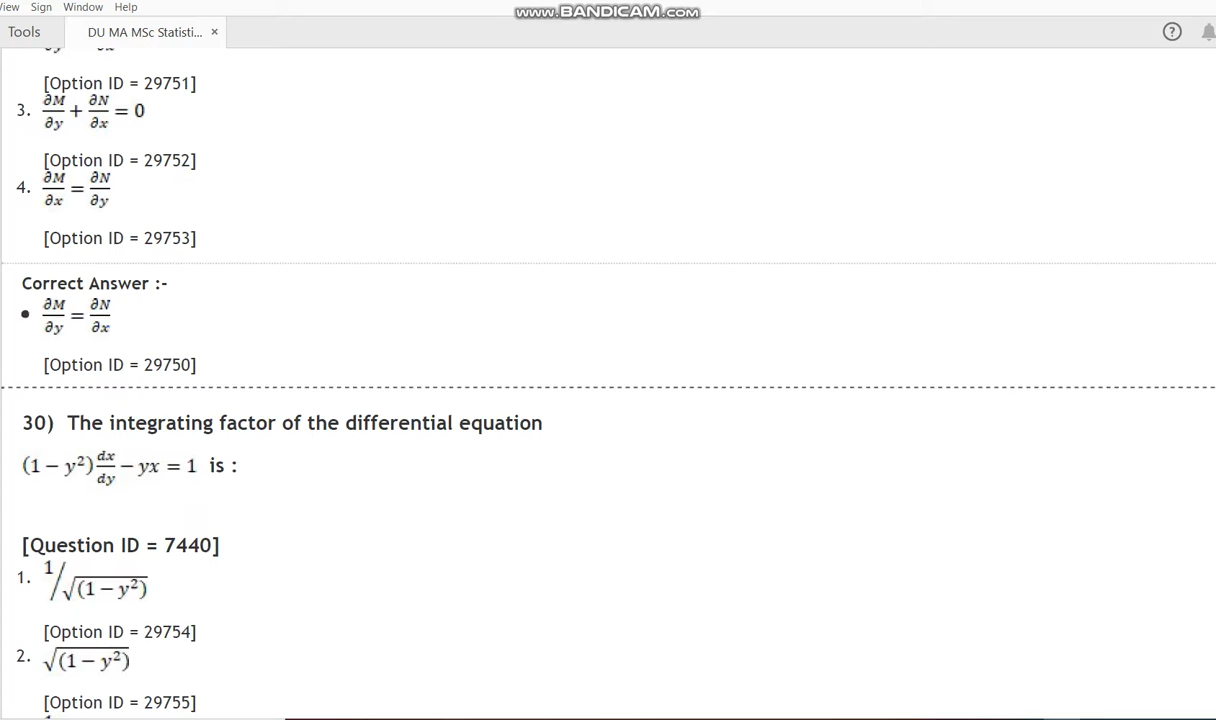 View Sign Window Help
www.BANDICAM.com
Tools DU MA MSc Statisti... ×
[Option ID = 29751]
3. ∂M/∂y + ∂N/∂x = 0
[Option ID = 29752]
4. ∂M/∂x = ∂N/∂y
[Option ID = 29753]
Correct Answer :-
• ∂M/∂y = ∂N/∂x
[Option ID = 29750]
30) The integrating factor of the differential equation
(1 − y²) dx/dy − yx = 1 is :
[Question ID = 7440]
1. 1/√(1 − y²)
[Option ID = 29754]
2. √(1 − y²)
[Option ID = 29755]